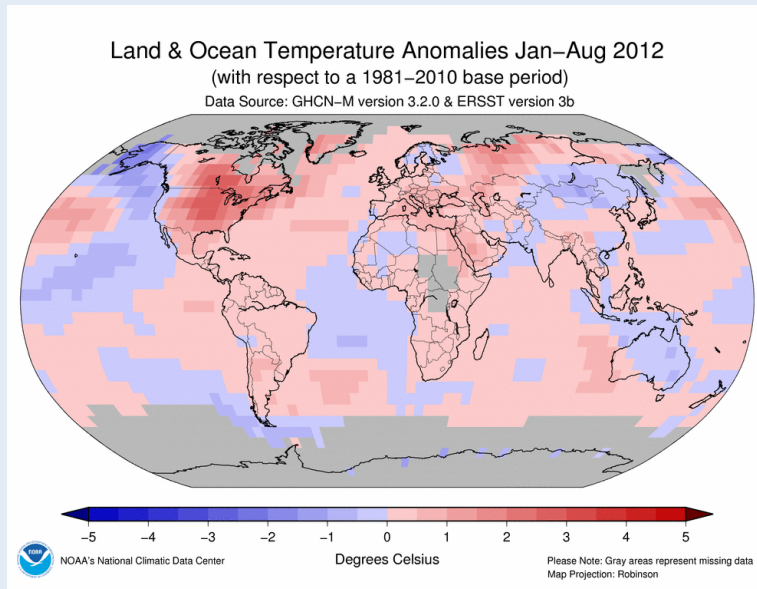 Land & Ocean Temperature Anomalies Jan–Aug 2012
(with respect to a 1981–2010 base period)
Data Source: GHCN–M version 3.2.0 & ERSST version 3b
−5 −4 −3 −2 −1 0 1 2 3 4 5
NOAA
NOAA's National Climatic Data Center
Degrees Celsius
Please Note: Gray areas represent missing data
Map Projection: Robinson